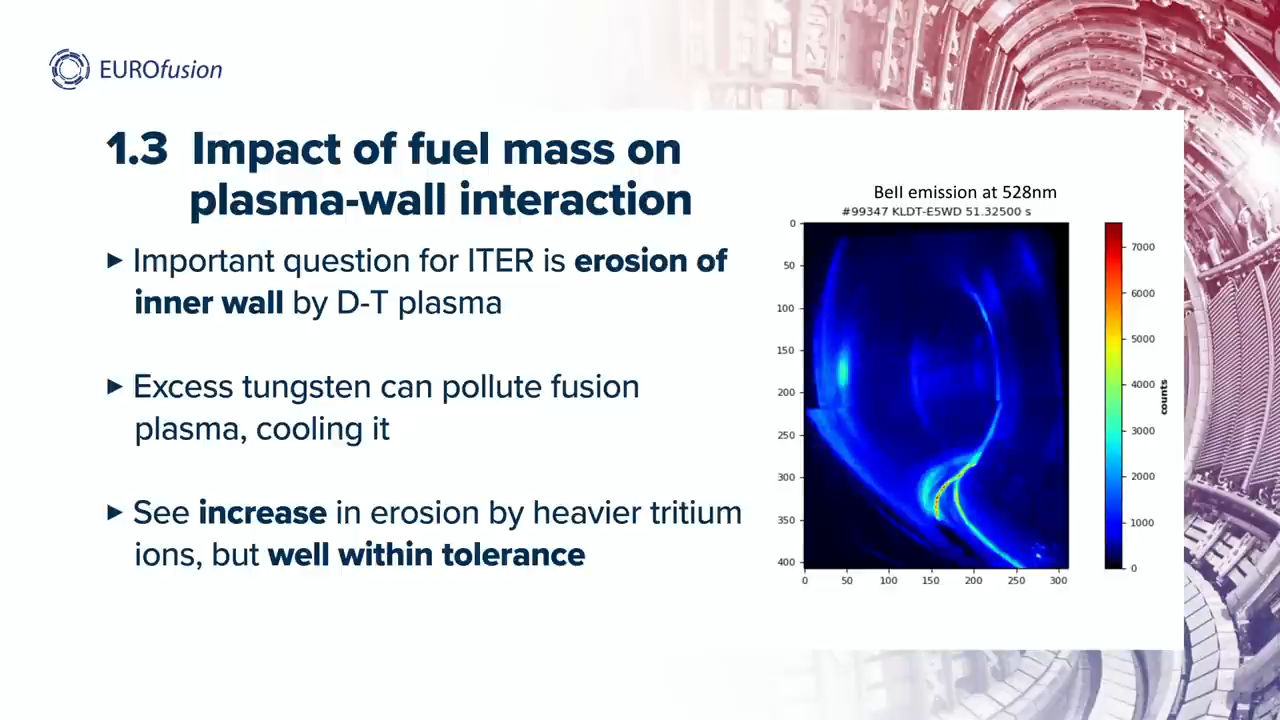 EUROfusion
1.3 Impact of fuel mass on
plasma-wall interaction
▸ Important question for ITER is erosion of
inner wall by D-T plasma
▸ Excess tungsten can pollute fusion
plasma, cooling it
▸ See increase in erosion by heavier tritium
ions, but well within tolerance
Bell emission at 528nm
#99347 KLDT-E5WD 51.32500 s
0
50
100
150
200
250
300
350
400
0 50 100 150 200 250 300
7000
6000
5000
4000
3000
2000
1000
0
counts